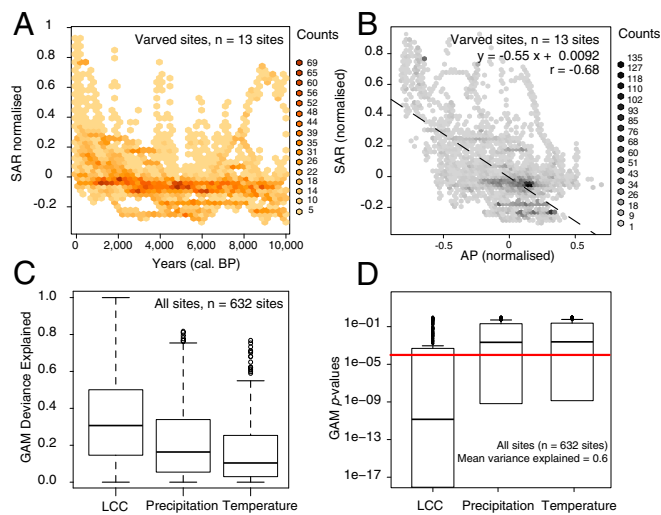 A
Varved sites, n = 13 sites
SAR normalised
1
0.8
0.6
0.4
0.2
0
-0.2
0 2,000 4,000 6,000 8,000 10,000
Years (cal. BP)
Counts
69
65
60
56
52
48
44
39
35
31
26
22
18
14
10
5
B
Varved sites, n = 13 sites
y = -0.55 x + 0.0092
r = -0.68
SAR (normalised)
0.8
0.6
0.4
0.2
0
-0.2
-0.5 0 0.5
AP (normalised)
Counts
135
127
118
110
102
93
85
76
68
60
51
43
34
26
18
9
1
C
All sites, n = 632 sites
GAM Deviance Explained
1.0
0.8
0.6
0.4
0.2
0.0
LCC Precipitation Temperature
D
GAM p-values
1e−01
1e−05
1e−09
1e−13
1e−17
All sites (n = 632 sites)
Mean variance explained = 0.6
LCC Precipitation Temperature